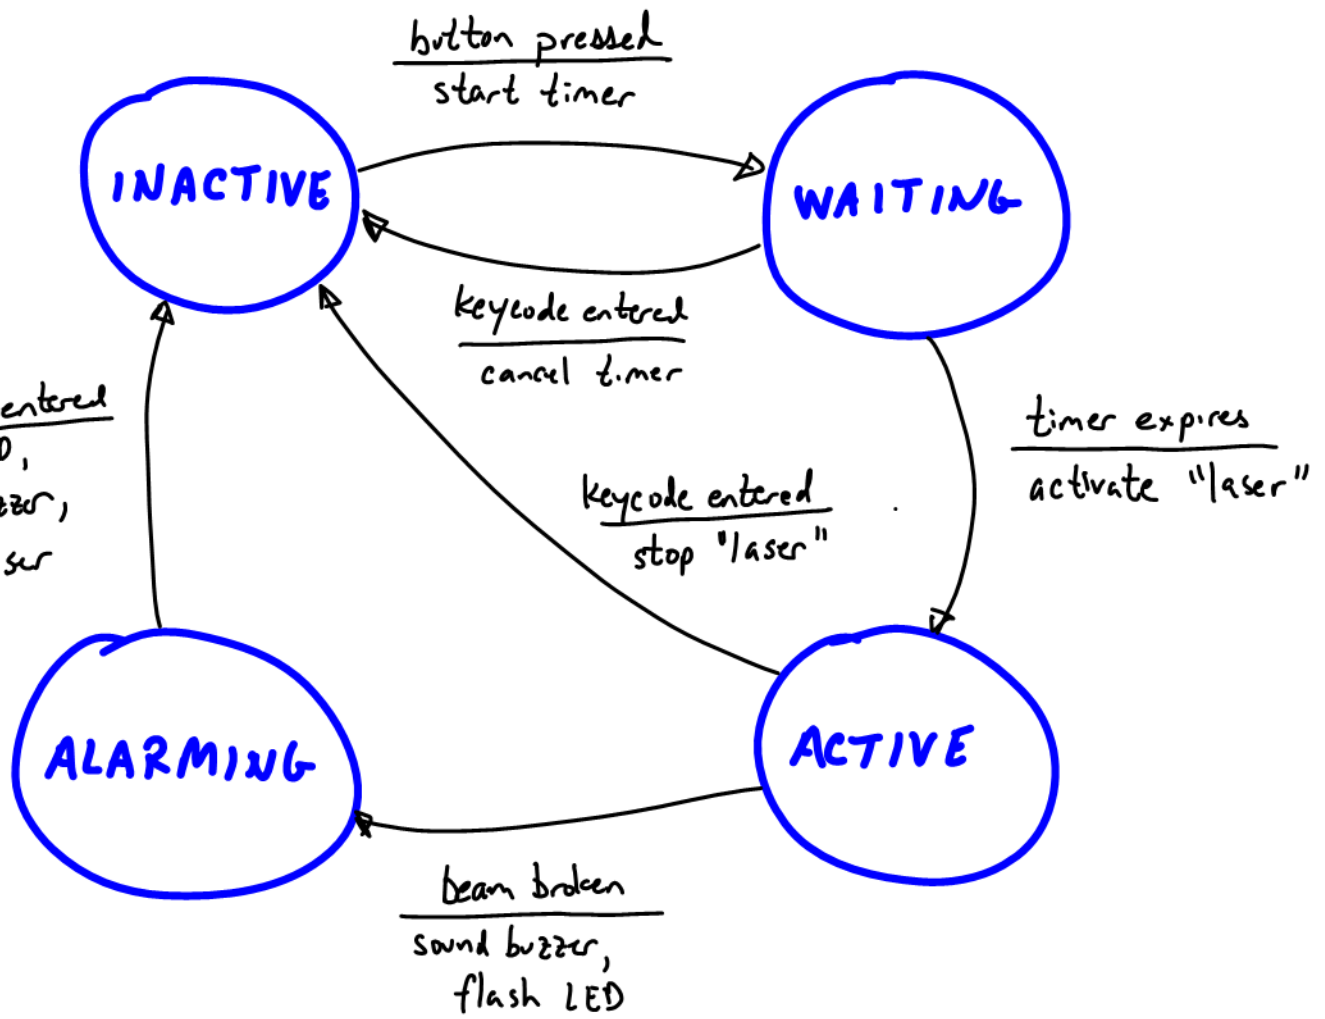 button pressed
start timer
INACTIVE
WAITING
keycode entered
cancel timer
entered
timer expires
activate "laser"
keycode entered
stop "laser"
ALARMING
ACTIVE
beam broken
sound buzzer,
flash LED